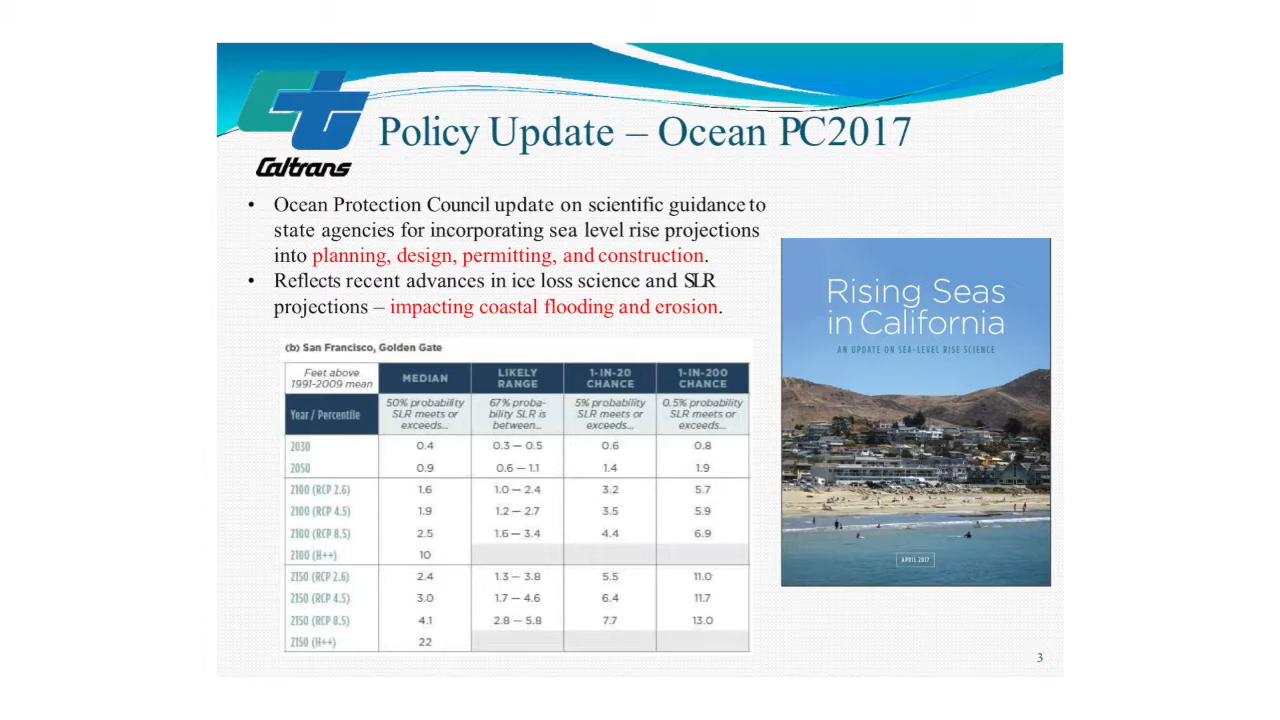 Caltrans
Policy Update – Ocean PC2017
• Ocean Protection Council update on scientific guidance to
state agencies for incorporating sea level rise projections
into planning, design, permitting, and construction.
• Reflects recent advances in ice loss science and SLR
projections – impacting coastal flooding and erosion.
(b) San Francisco, Golden Gate
Feet above
1991-2009 mean
MEDIAN
LIKELY
RANGE
1-IN-20
CHANCE
1-IN-200
CHANCE
Year / Percentile
50% probability
SLR meets or
exceeds...
67% proba-
bility SLR is
between...
5% probability
SLR meets or
exceeds...
0.5% probability
SLR meets or
exceeds...
2030 0.4 0.3 — 0.5 0.6 0.8
2050 0.9 0.6 — 1.1 1.4 1.9
2100 (RCP 2.6) 1.6 1.0 — 2.4 3.2 5.7
2100 (RCP 4.5) 1.9 1.2 — 2.7 3.5 5.9
2100 (RCP 8.5) 2.5 1.6 — 3.4 4.4 6.9
2100 (H++) 10
2150 (RCP 2.6) 2.4 1.3 — 3.8 5.5 11.0
2150 (RCP 4.5) 3.0 1.7 — 4.6 6.4 11.7
2150 (RCP 8.5) 4.1 2.8 — 5.8 7.7 13.0
2150 (H++) 22
Rising Seas
in California
AN UPDATE ON SEA-LEVEL RISE SCIENCE
APRIL 2017
3